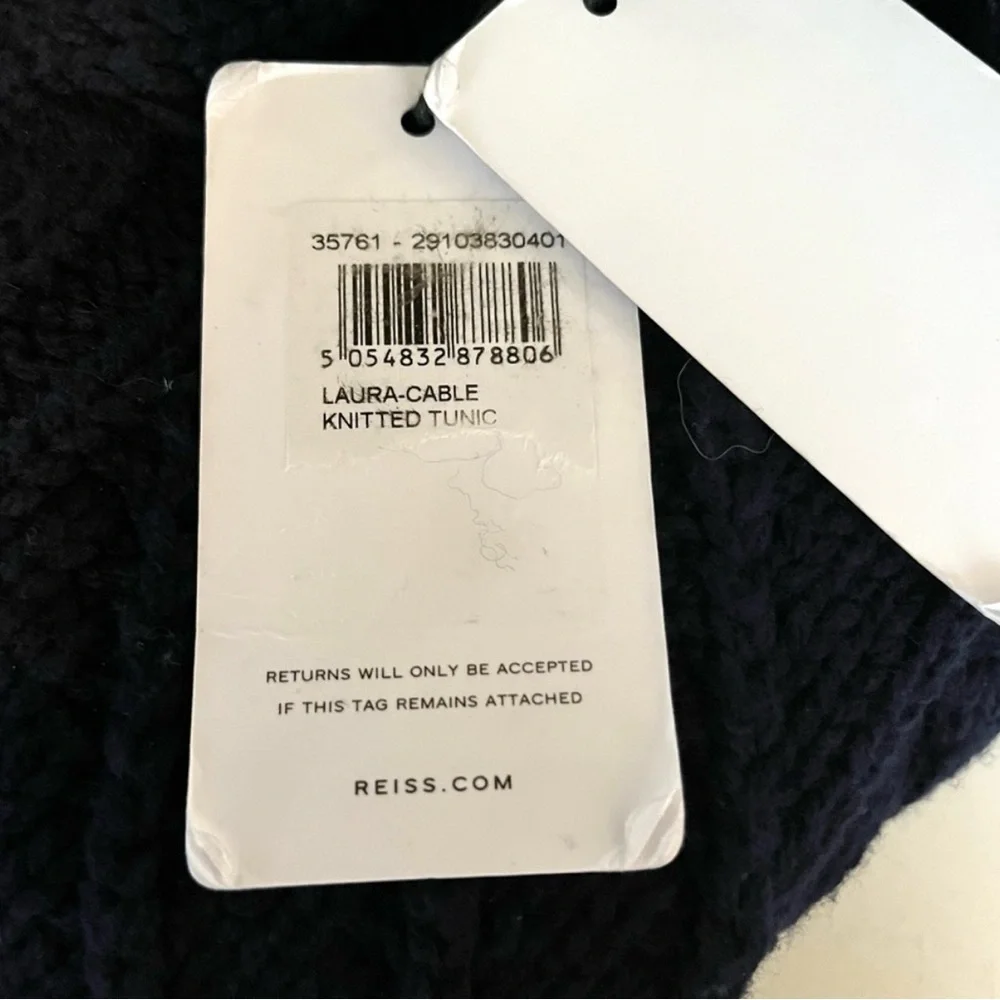 35761 - 29103830401
5 054832 878806
LAURA-CABLE
KNITTED TUNIC
RETURNS WILL ONLY BE ACCEPTED
IF THIS TAG REMAINS ATTACHED
REISS.COM